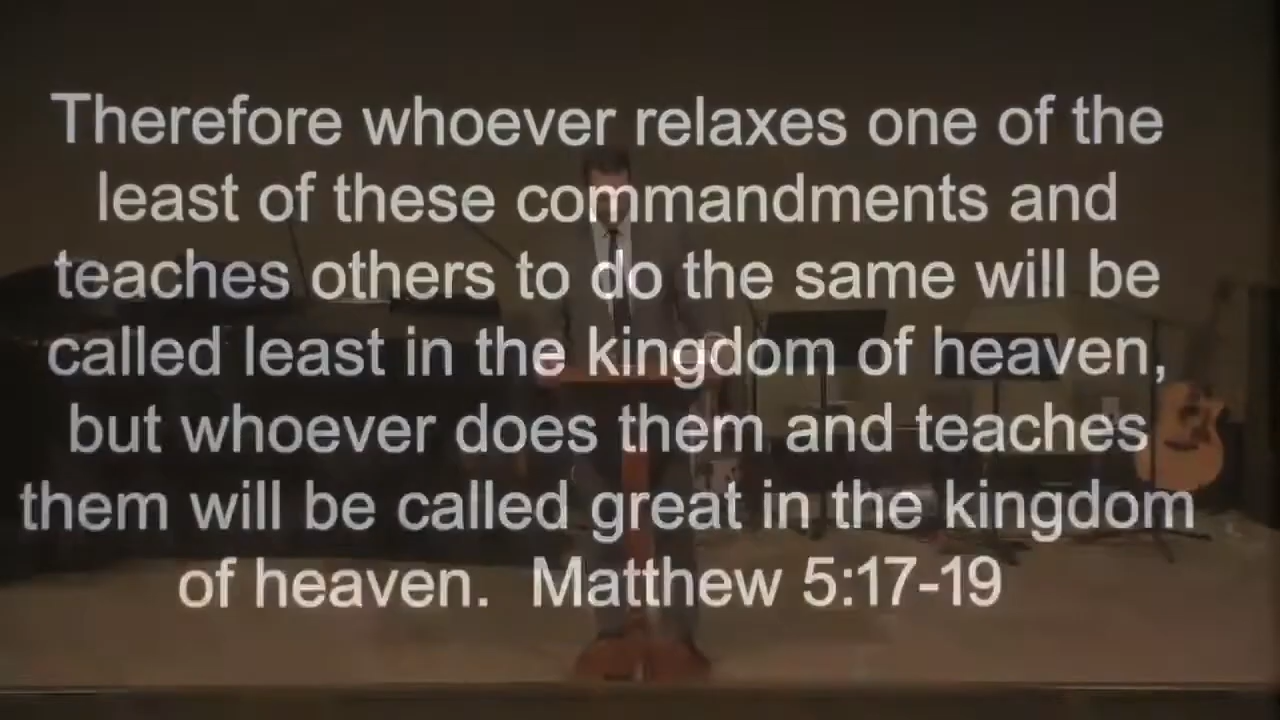 Therefore whoever relaxes one of the
least of these commandments and
teaches others to do the same will be
called least in the kingdom of heaven,
but whoever does them and teaches
them will be called great in the kingdom
of heaven.  Matthew 5:17-19